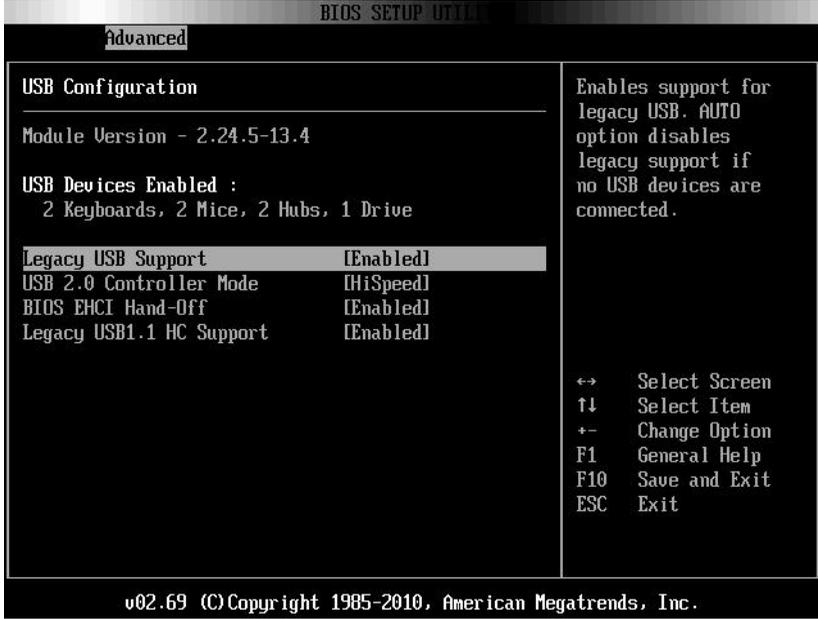 BIOS SETUP UTIL
Advanced
USB Configuration
Module Version - 2.24.5-13.4
USB Devices Enabled :
2 Keyboards, 2 Mice, 2 Hubs, 1 Drive
Legacy USB Support [Enabled]
USB 2.0 Controller Mode [HiSpeed]
BIOS EHCI Hand-Off [Enabled]
Legacy USB1.1 HC Support [Enabled]
Enables support for
legacy USB. AUTO
option disables
legacy support if
no USB devices are
connected.
↔ Select Screen
↑↓ Select Item
+- Change Option
F1 General Help
F10 Save and Exit
ESC Exit
v02.69 (C)Copyright 1985-2010, American Megatrends, Inc.